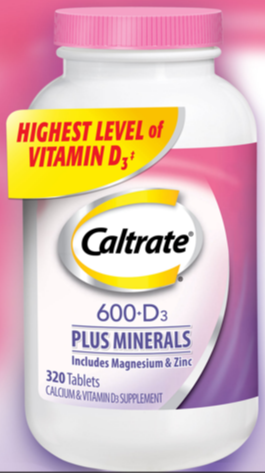 HIGHEST LEVEL of
VITAMIN D₃‡
Caltrate®
600•D₃
PLUS MINERALS
Includes Magnesium & Zinc
320 Tablets
CALCIUM & VITAMIN D₃ SUPPLEMENT